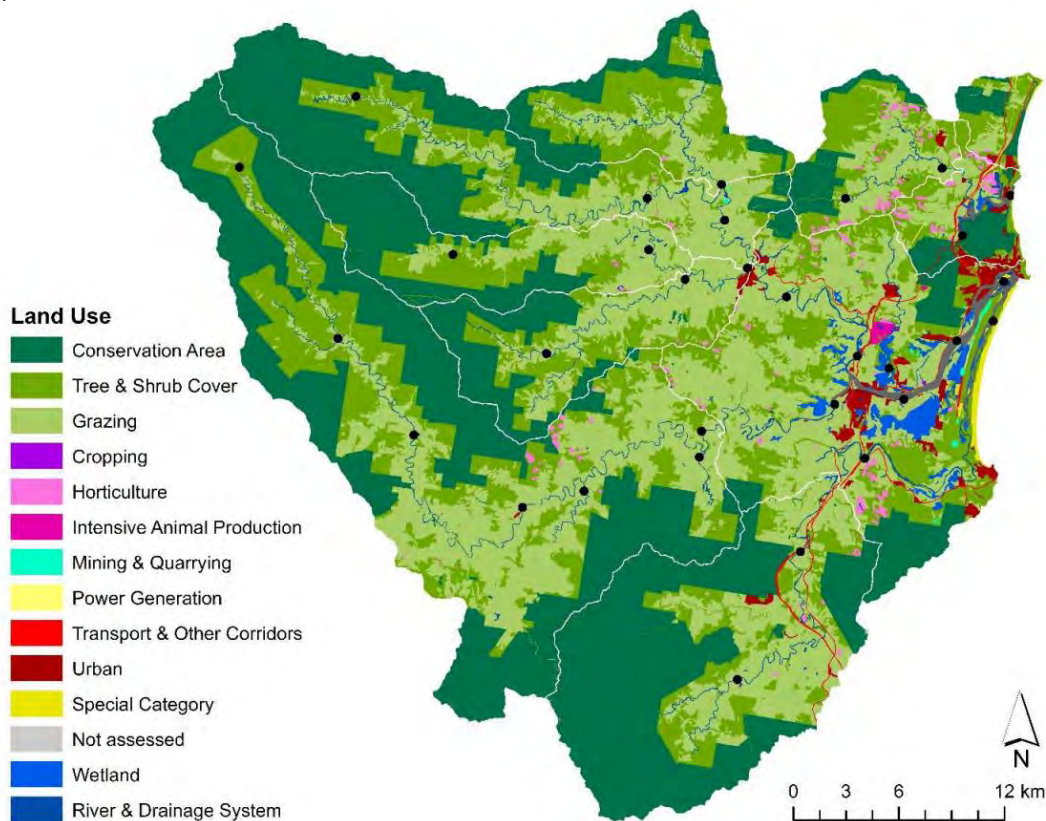 Land Use
Conservation Area
Tree & Shrub Cover
Grazing
Cropping
Horticulture
Intensive Animal Production
Mining & Quarrying
Power Generation
Transport & Other Corridors
Urban
Special Category
Not assessed
Wetland
River & Drainage System
N
0 3 6 12 km